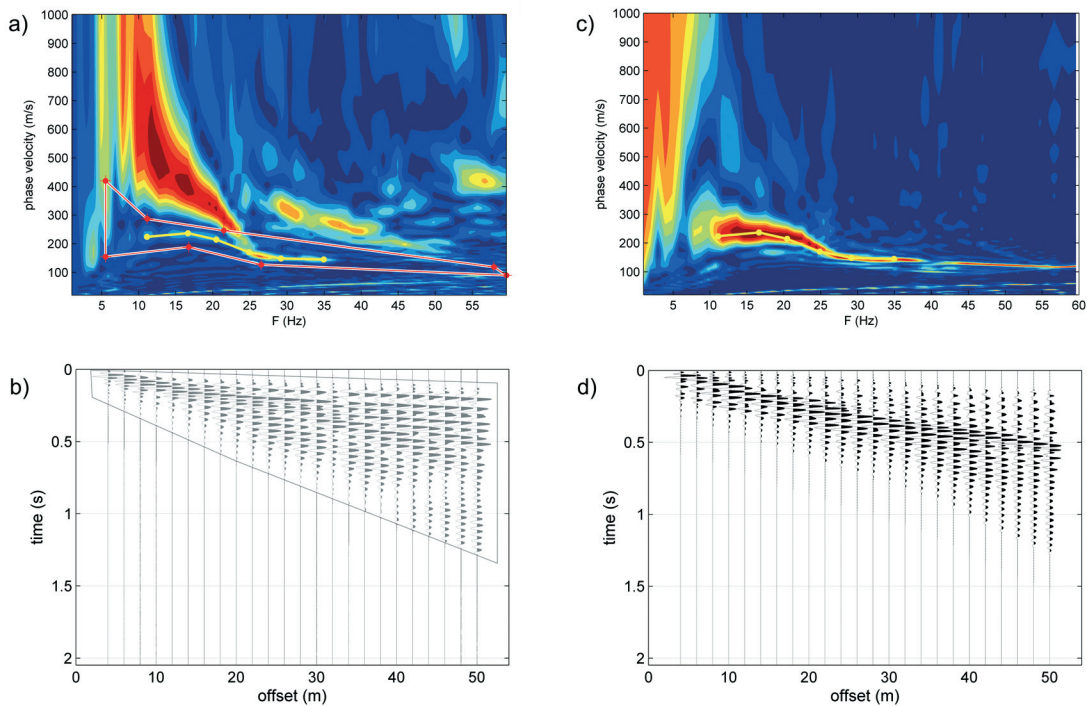 a)
1000
900
800
700
600
500
400
300
200
100
phase velocity (m/s)
5 10 15 20 25 30 35 40 45 50 55
F (Hz)
c)
1000
900
800
700
600
500
400
300
200
100
phase velocity (m/s)
5 10 15 20 25 30 35 40 45 50 55 60
F (Hz)
b)
0
0.5
1
1.5
2
time (s)
0 10 20 30 40 50
offset (m)
d)
0
0.5
1
1.5
2
time (s)
0 10 20 30 40 50
offset (m)